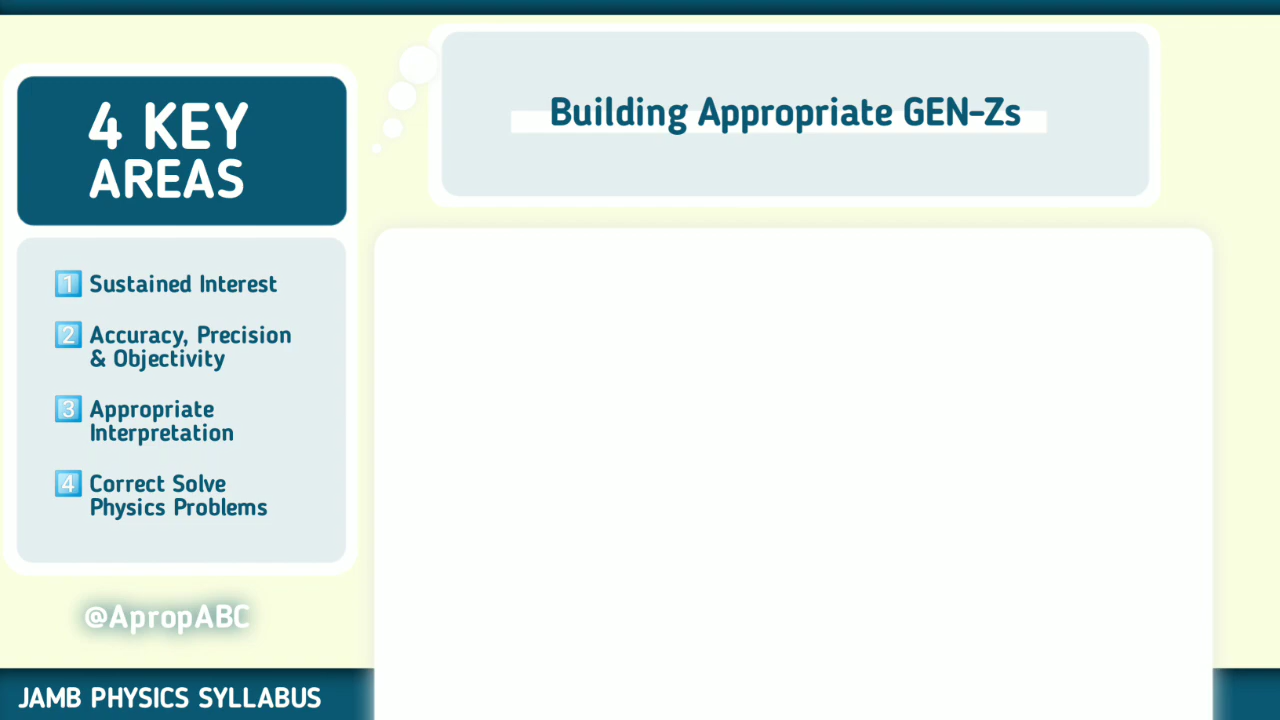 4 KEY
AREAS
Building Appropriate GEN-Zs
1 Sustained Interest
2 Accuracy, Precision
& Objectivity
3 Appropriate
Interpretation
4 Correct Solve
Physics Problems
@ApropABC
JAMB PHYSICS SYLLABUS